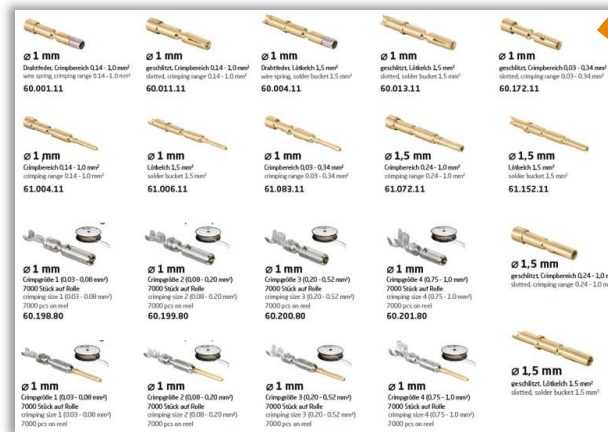 ø 1 mm
Drahtfeder, Crimpbereich 0,14 - 1,0 mm²
wire spring, crimping range 0.14 - 1.0 mm²
60.001.11
ø 1 mm
geschlitzt, Crimpbereich 0,14 - 1,0 mm²
slotted, crimping range 0.14 - 1.0 mm²
60.011.11
ø 1 mm
Drahtfeder, Lötkelch 1,5 mm²
wire spring, solder bucket 1.5 mm²
60.004.11
ø 1 mm
geschlitzt, Lötkelch 1,5 mm²
slotted, solder bucket 1.5 mm²
60.013.11
ø 1 mm
geschlitzt, Crimpbereich 0,03 - 0,34 mm²
slotted, crimping range 0.03 - 0.34 mm²
60.172.11
ø 1 mm
Crimpbereich 0,14 - 1,0 mm²
crimping range 0.14 - 1.0 mm²
61.004.11
ø 1 mm
Lötkelch 1,5 mm²
solder bucket 1.5 mm²
61.006.11
ø 1 mm
Crimpbereich 0,03 - 0,34 mm²
crimping range 0.03 - 0.34 mm²
61.083.11
ø 1,5 mm
Crimpbereich 0,24 - 1,0 mm²
crimping range 0.24 - 1.0 mm²
61.072.11
ø 1,5 mm
Lötkelch 1,5 mm²
solder bucket 1.5 mm²
61.152.11
ø 1 mm
Crimpgröße 1 (0,03 - 0,08 mm²)
7000 Stück auf Rolle
crimping size 1 (0.03 - 0.08 mm²)
7000 pcs on reel
60.198.80
ø 1 mm
Crimpgröße 2 (0,08 - 0,20 mm²)
7000 Stück auf Rolle
crimping size 2 (0.08 - 0.20 mm²)
7000 pcs on reel
60.199.80
ø 1 mm
Crimpgröße 3 (0,20 - 0,52 mm²)
7000 Stück auf Rolle
crimping size 3 (0.20 - 0.52 mm²)
7000 pcs on reel
60.200.80
ø 1 mm
Crimpgröße 4 (0,75 - 1,0 mm²)
7000 Stück auf Rolle
crimping size 4 (0.75 - 1.0 mm²)
7000 pcs on reel
60.201.80
ø 1,5 mm
geschlitzt, Crimpbereich 0,24 - 1,0 m
slotted, crimping range 0.24 - 1.0 m
ø 1 mm
Crimpgröße 1 (0,03 - 0,08 mm²)
7000 Stück auf Rolle
crimping size 1 (0.03 - 0.08 mm²)
7000 pcs on reel
ø 1 mm
Crimpgröße 2 (0,08 - 0,20 mm²)
7000 Stück auf Rolle
crimping size 2 (0.08 - 0.20 mm²)
7000 pcs on reel
ø 1 mm
Crimpgröße 3 (0,20 - 0,52 mm²)
7000 Stück auf Rolle
crimping size 3 (0.20 - 0.52 mm²)
7000 pcs on reel
ø 1 mm
Crimpgröße 4 (0,75 - 1,0 mm²)
7000 Stück auf Rolle
crimping size 4 (0.75 - 1.0 mm²)
7000 pcs on reel
ø 1,5 mm
geschlitzt, Lötkelch 1.5 mm²
slotted, solder bucket 1.5 mm²